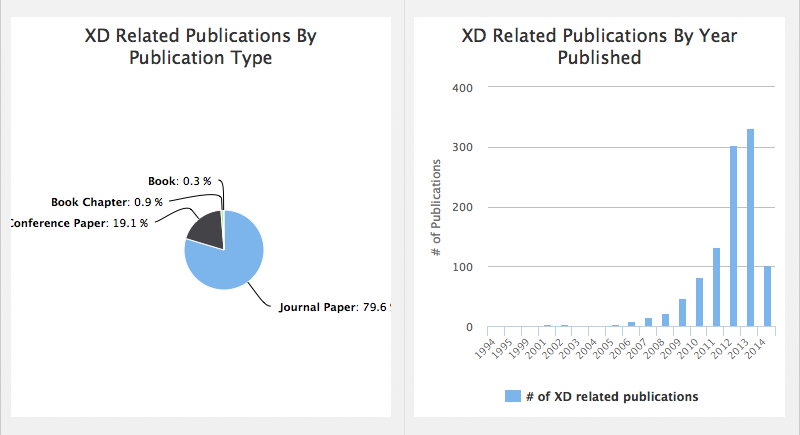 XD Related Publications By
Publication Type
Book: 0.3 %
Book Chapter: 0.9 %
Conference Paper: 19.1 %
Journal Paper: 79.6
XD Related Publications By Year
Published
# of Publications
400
300
200
100
0
1994
1995
1999
2001
2002
2003
2004
2005
2006
2007
2008
2009
2010
2011
2012
2013
2014
# of XD related publications